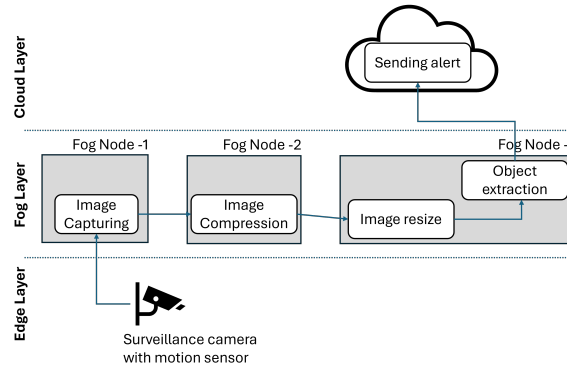 Cloud Layer
Sending alert
Fog Layer
Fog Node -1
Fog Node -2
Fog Node -
Image
Capturing
Image
Compression
Image resize
Object
extraction
Edge Layer
Surveillance camera
with motion sensor